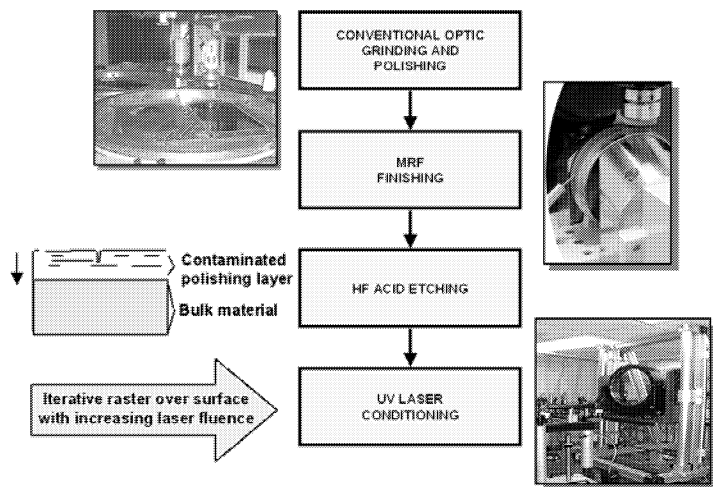 CONVENTIONAL OPTIC
GRINDING AND
POLISHING
MRF
FINISHING
Contaminated
polishing layer
Bulk material
HF ACID ETCHING
Iterative raster over surface
with increasing laser fluence
UV LASER
CONDITIONING